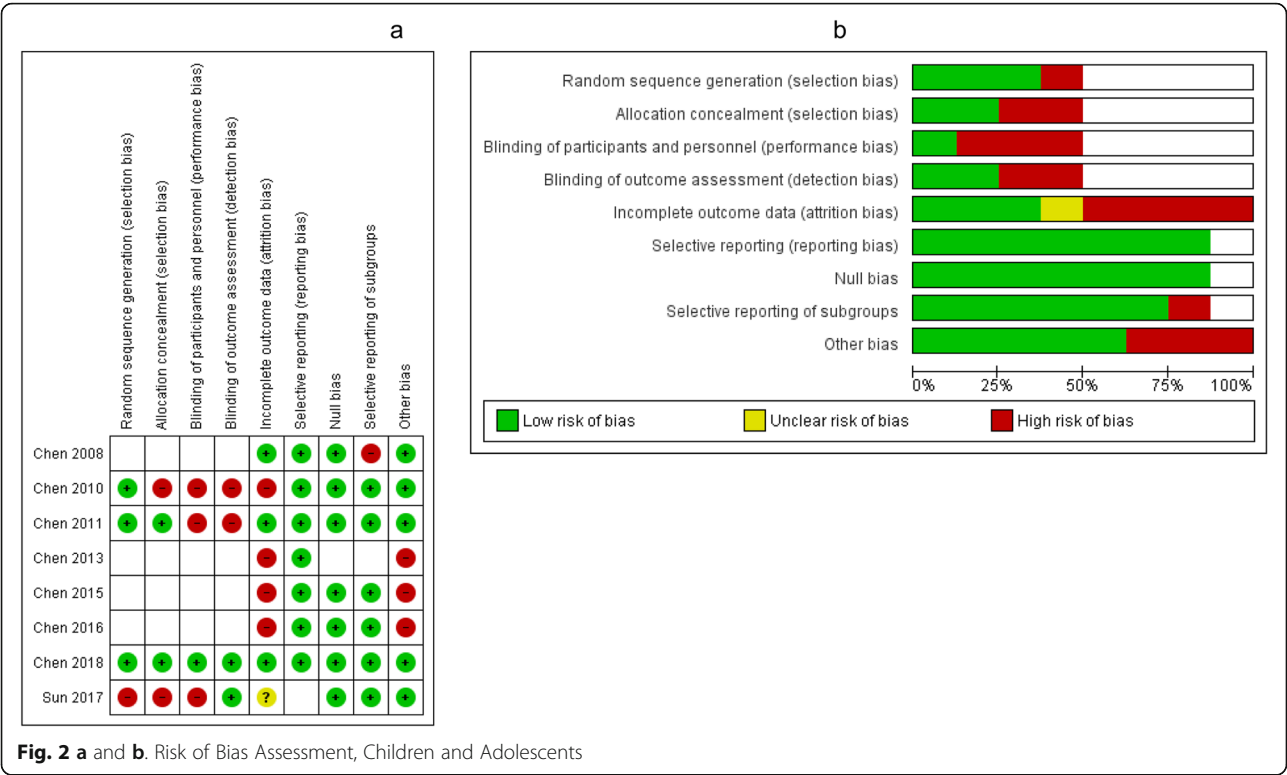 a
b
Random sequence generation (selection bias)
Allocation concealment (selection bias)
Blinding of participants and personnel (performance bias)
Blinding of outcome assessment (detection bias)
Incomplete outcome data (attrition bias)
Selective reporting (reporting bias)
Null bias
Selective reporting of subgroups
Other bias
Chen 2008 + + + - +
Chen 2010 + - - - - + + + +
Chen 2011 + + - - + + + + +
Chen 2013 - + -
Chen 2015 - + + + -
Chen 2016 - + + + -
Chen 2018 + + + + + + + + +
Sun 2017 - - - + ? + + +
Random sequence generation (selection bias)
Allocation concealment (selection bias)
Blinding of participants and personnel (performance bias)
Blinding of outcome assessment (detection bias)
Incomplete outcome data (attrition bias)
Selective reporting (reporting bias)
Null bias
Selective reporting of subgroups
Other bias
0% 25% 50% 75% 100%
Low risk of bias Unclear risk of bias High risk of bias
Fig. 2 a and b. Risk of Bias Assessment, Children and Adolescents